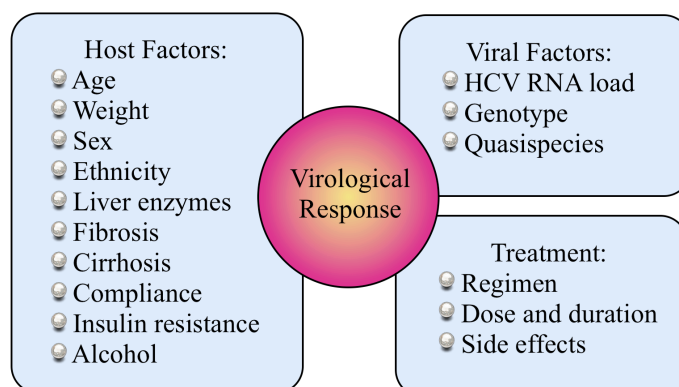 Host Factors:
Age
Weight
Sex
Ethnicity
Liver enzymes
Fibrosis
Cirrhosis
Compliance
Insulin resistance
Alcohol
Virological
Response
Viral Factors:
HCV RNA load
Genotype
Quasispecies
Treatment:
Regimen
Dose and duration
Side effects